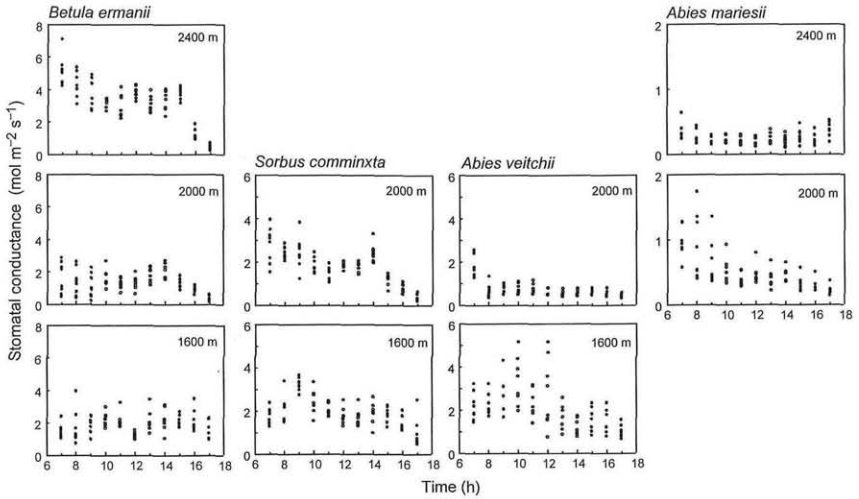 Betula ermanii
Abies mariesii
8
2400 m
2
2400 m
6
4
1
2
0
0
Sorbus comminxta
Abies veitchii
8
2000 m
6
2000 m
6
2000 m
2
2000 m
6
4
4
4
1
2
2
2
0
0
0
0
8
1600 m
6
1600 m
6
1600 m
6 8 10 12 14 16 18
6
4
4
4
2
2
2
0
0
0
6 8 10 12 14 16 18
6 8 10 12 14 16 18
6 8 10 12 14 16 18
Stomatal conductance (mol m−2 s−1)
Time (h)